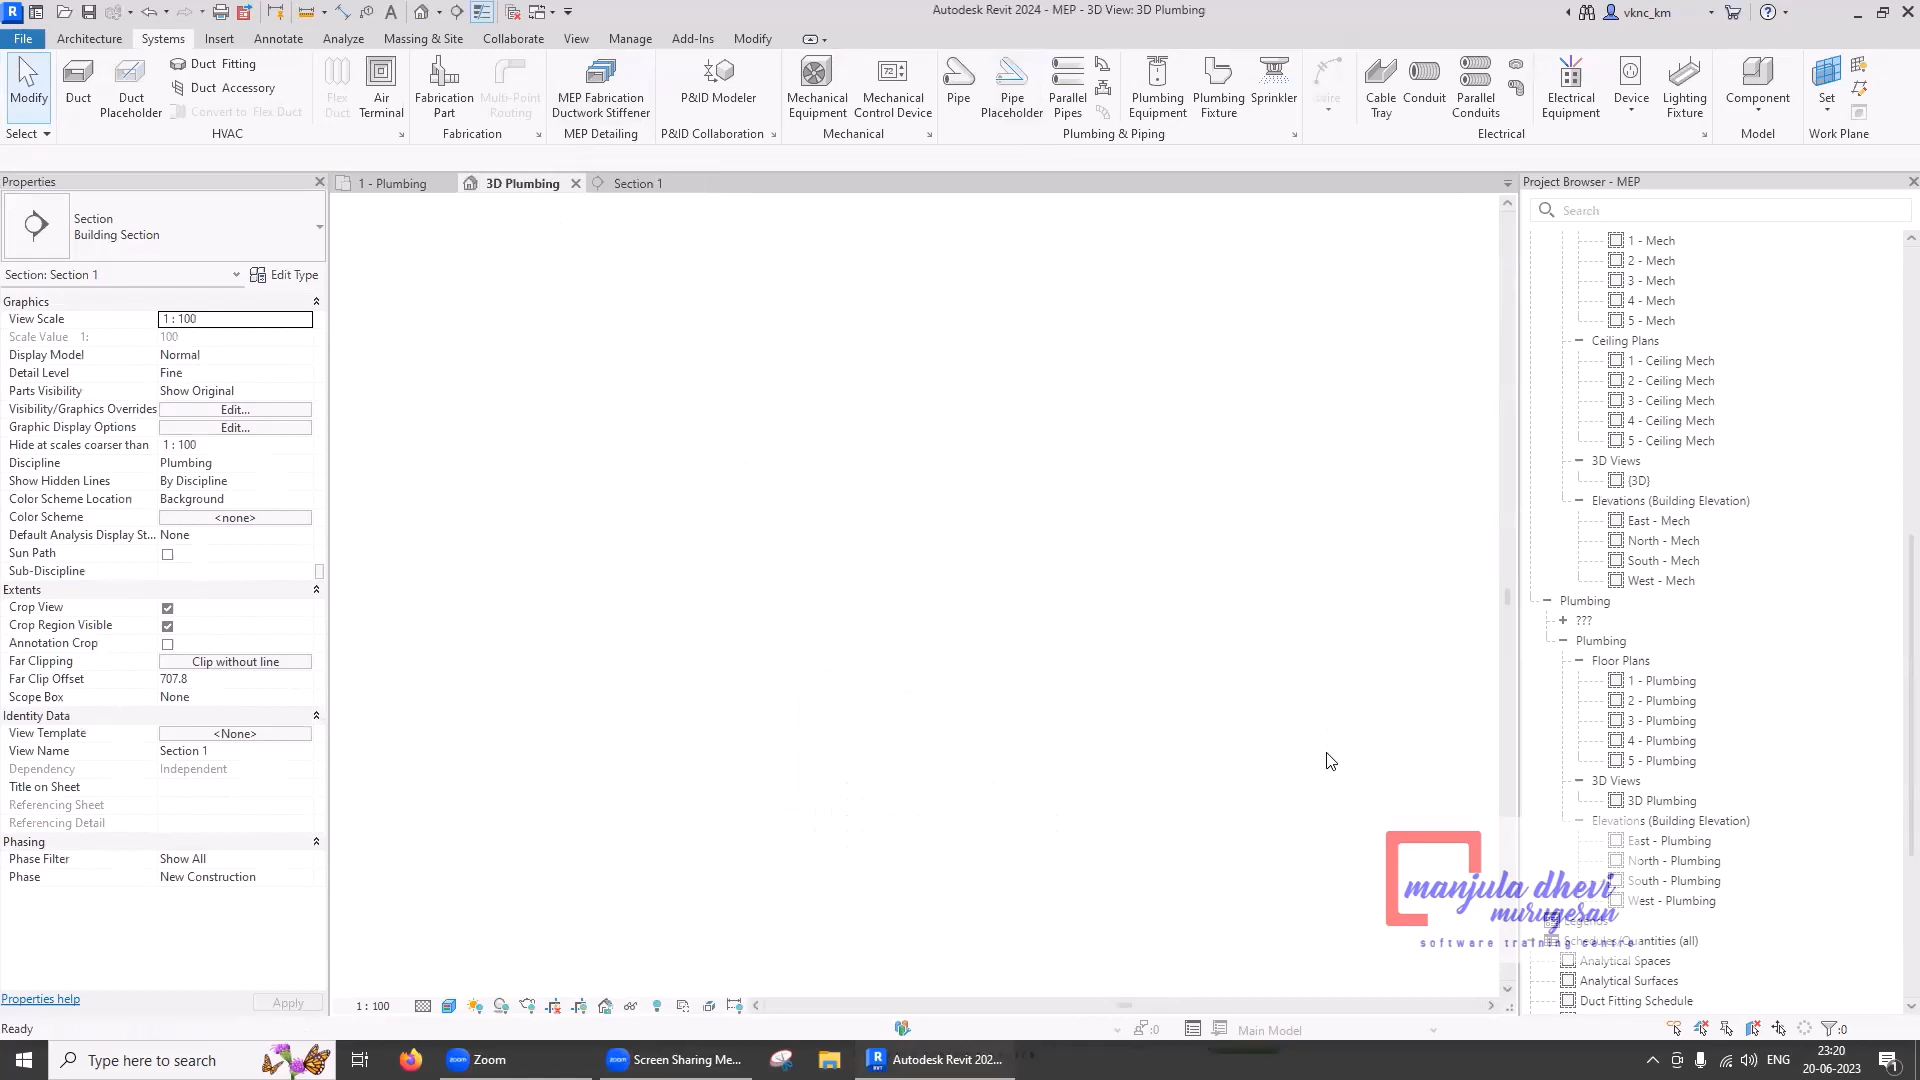 Autodesk Revit 2024 - MEP - 3D View: 3D Plumbing
vknc_km
File Architecture Systems Insert Annotate Analyze Massing & Site Collaborate View Manage Add-Ins Modify
Modify
Select
Duct
Duct Placeholder
Duct Fitting
Duct Accessory
Convert to Flex Duct
Flex Duct
Air Terminal
HVAC
Fabrication Part
Multi-Point Routing
Fabrication
MEP Fabrication Ductwork Stiffener
MEP Detailing
P&ID Modeler
P&ID Collaboration
Mechanical Equipment
Mechanical Control Device
Mechanical
Pipe
Pipe Placeholder
Parallel Pipes
Plumbing Equipment
Plumbing Fixture
Sprinkler
Plumbing & Piping
Wire
Cable Tray
Conduit
Parallel Conduits
Electrical Equipment
Device
Lighting Fixture
Electrical
Component
Model
Set
Work Plane
Properties
Section
Building Section
Section: Section 1
Edit Type
Graphics
View Scale 1 : 100
Scale Value 1: 100
Display Model Normal
Detail Level Fine
Parts Visibility Show Original
Visibility/Graphics Overrides Edit...
Graphic Display Options Edit...
Hide at scales coarser than 1 : 100
Discipline Plumbing
Show Hidden Lines By Discipline
Color Scheme Location Background
Color Scheme <none>
Default Analysis Display St... None
Sun Path
Sub-Discipline
Extents
Crop View
Crop Region Visible
Annotation Crop
Far Clipping Clip without line
Far Clip Offset 707.8
Scope Box None
Identity Data
View Template <None>
View Name Section 1
Dependency Independent
Title on Sheet
Referencing Sheet
Referencing Detail
Phasing
Phase Filter Show All
Phase New Construction
Properties help
Apply
1 - Plumbing
3D Plumbing
Section 1
Project Browser - MEP
Search
1 - Mech
2 - Mech
3 - Mech
4 - Mech
5 - Mech
Ceiling Plans
1 - Ceiling Mech
2 - Ceiling Mech
3 - Ceiling Mech
4 - Ceiling Mech
5 - Ceiling Mech
3D Views
{3D}
Elevations (Building Elevation)
East - Mech
North - Mech
South - Mech
West - Mech
Plumbing
???
Plumbing
Floor Plans
1 - Plumbing
2 - Plumbing
3 - Plumbing
4 - Plumbing
5 - Plumbing
3D Views
3D Plumbing
Elevations (Building Elevation)
East - Plumbing
North - Plumbing
South - Plumbing
West - Plumbing
Legends
Schedules/Quantities (all)
Analytical Spaces
Analytical Surfaces
Duct Fitting Schedule
manjula dhevi
murugesan
software training centre
1 : 100
Ready
:0
Main Model
:0
Type here to search
Zoom
Screen Sharing Me...
Autodesk Revit 202...
ENG
23:20
20-06-2023
1